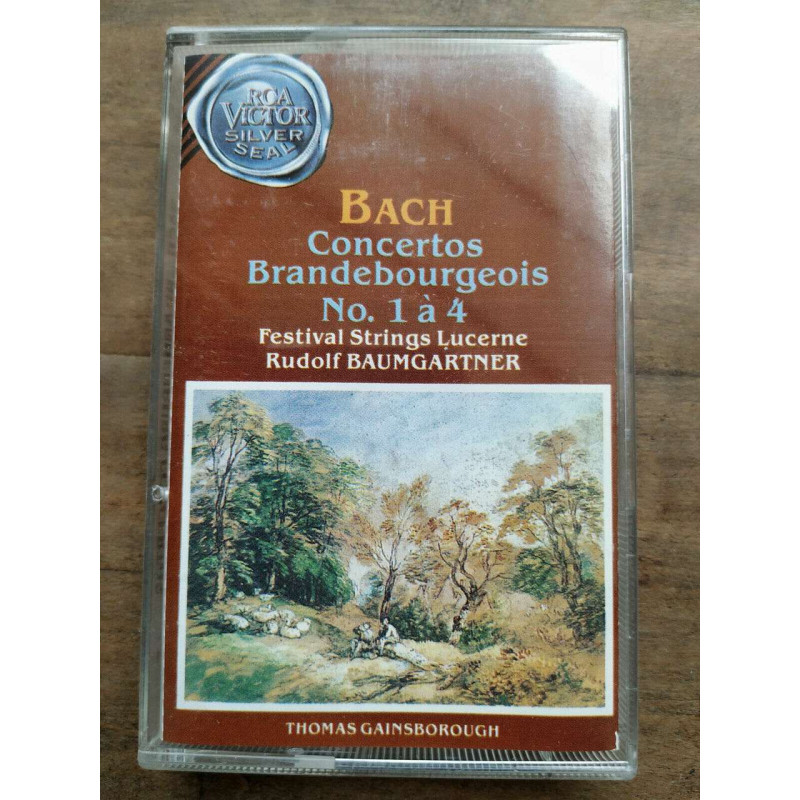 RCA
VICTOR
SILVER
SEAL
BACH
Concertos
Brandebourgeois
No. 1 à 4
Festival Strings Lucerne
Rudolf BAUMGARTNER
THOMAS GAINSBOROUGH